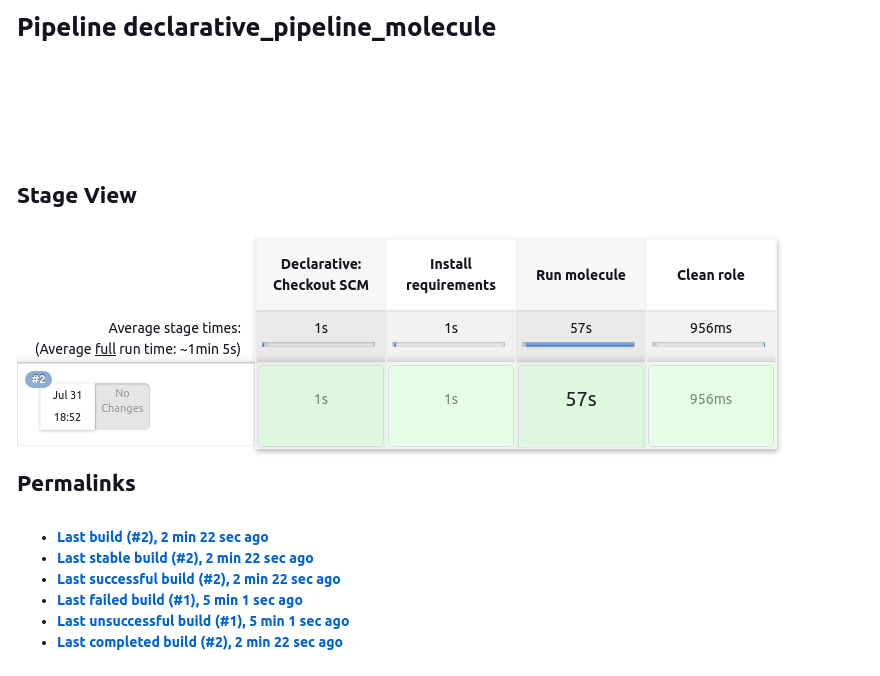 Pipeline declarative_pipeline_molecule
Stage View
Declarative:
Checkout SCM
Install
requirements
Run molecule
Clean role
Average stage times:
(Average full run time: ~1min 5s)
1s
1s
57s
956ms
#2
Jul 31
18:52
No
Changes
1s
1s
57s
956ms
Permalinks
Last build (#2), 2 min 22 sec ago
Last stable build (#2), 2 min 22 sec ago
Last successful build (#2), 2 min 22 sec ago
Last failed build (#1), 5 min 1 sec ago
Last unsuccessful build (#1), 5 min 1 sec ago
Last completed build (#2), 2 min 22 sec ago